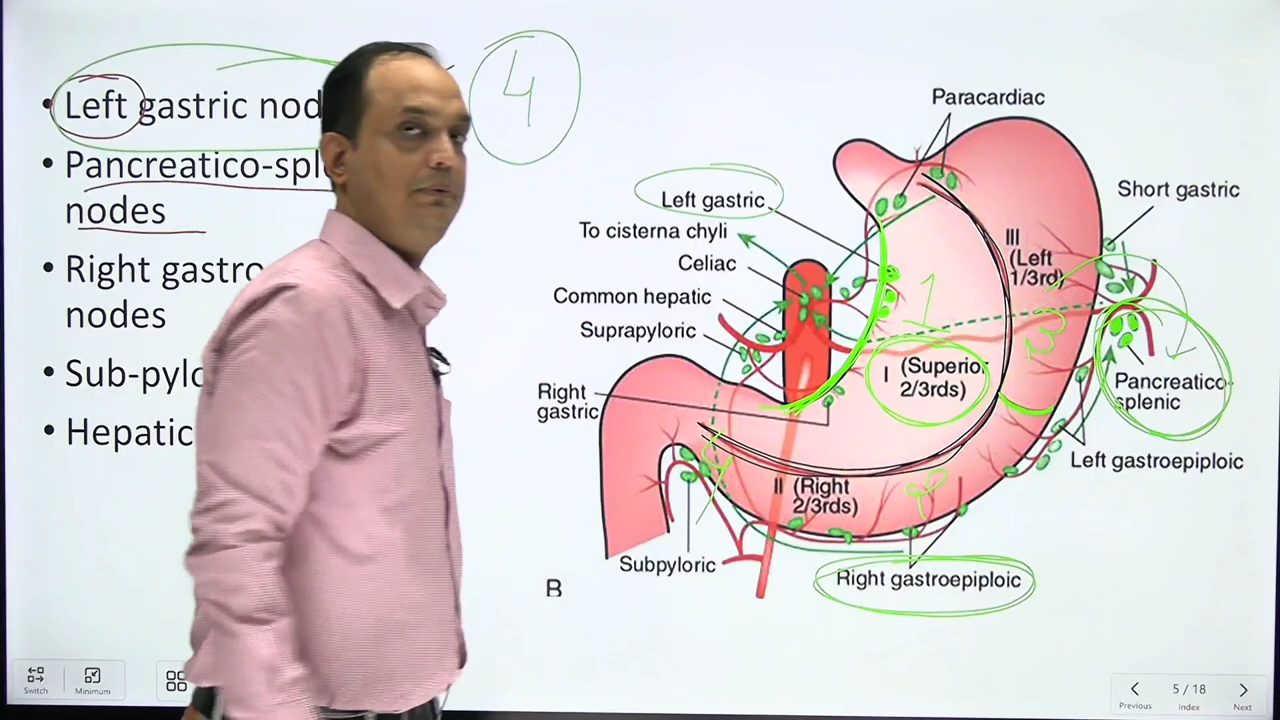 • Left gastric nod
4
• Pancreatico-spl
nodes
• Right gastro
nodes
• Sub-pylo
• Hepatic
Paracardiac
Left gastric
To cisterna chyli
Celiac
Common hepatic
Suprapyloric
Right
gastric
Short gastric
III
(Left
1/3rd)
1
3
I (Superior
2/3rds)
Pancreatico
splenic
Left gastroepiploic
II (Right
2/3rds)
Subpyloric
Right gastroepiploic
B
Switch
Minimum
Previous
5 / 18
Index
Next